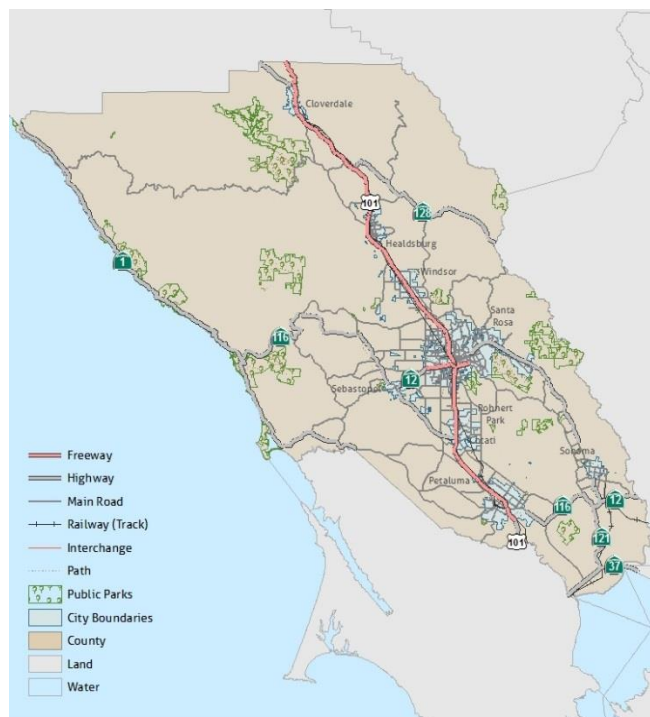 Cloverdale
101
128
Healdsburg
1
Windsor
Santa
Rosa
116
12
Sebastopol
Rohnert
Park
Cotati
Sonoma
Petaluma
12
116
121
101
37
Freeway
Highway
Main Road
Railway (Track)
Interchange
Path
Public Parks
City Boundaries
County
Land
Water